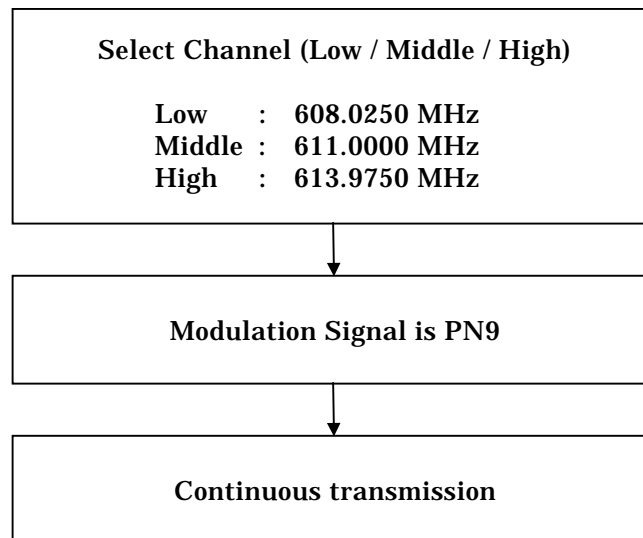 Select Channel (Low / Middle / High)
Low : 608.0250 MHz
Middle : 611.0000 MHz
High : 613.9750 MHz
Modulation Signal is PN9
Continuous transmission